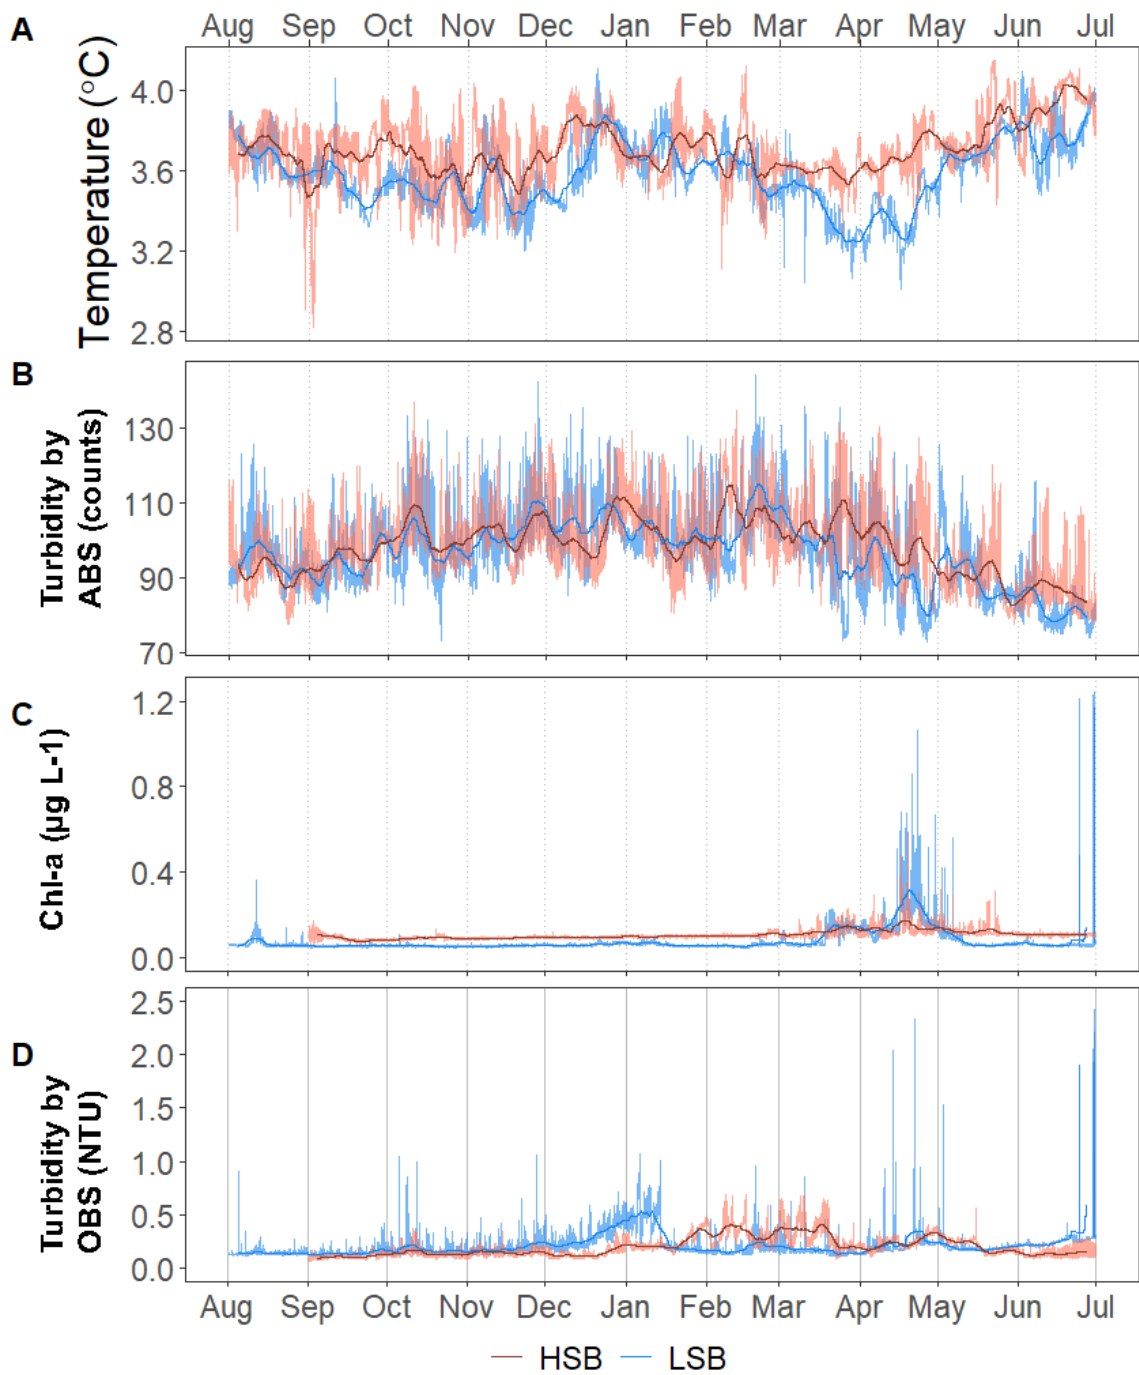 A
Aug Sep Oct Nov Dec Jan Feb Mar Apr May Jun Jul
Temperature (°C)
4.0
3.6
3.2
2.8
B
Turbidity by
ABS (counts)
130
110
90
70
C
Chl-a (µg L-1)
1.2
0.8
0.4
0.0
D
Turbidity by
OBS (NTU)
2.5
2.0
1.5
1.0
0.5
0.0
Aug Sep Oct Nov Dec Jan Feb Mar Apr May Jun Jul
HSB LSB